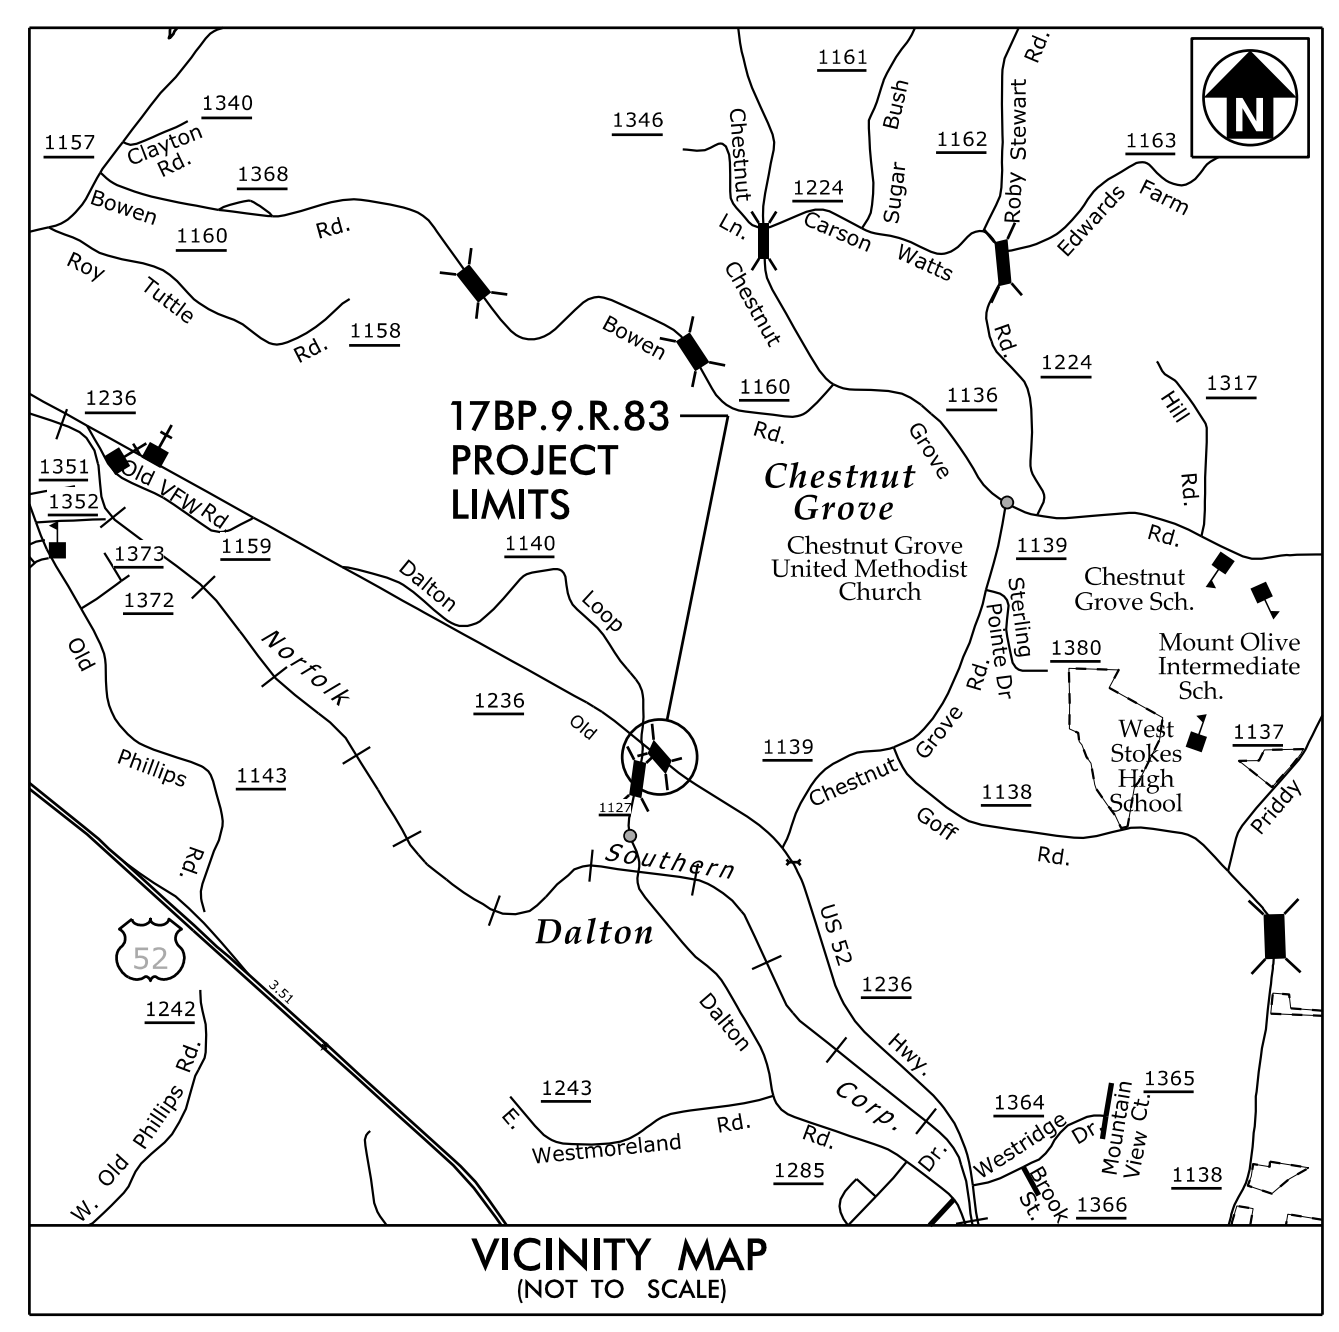 1161
Rd.
N
1340
Clayton
Rd.
1157
1346
Chestnut
Ln.
Sugar Bush
1162
Roby Stewart
1163
Edwards
Farm
1368
Bowen
Rd.
1160
1224
Carson
Watts
Roy
Tuttle
Rd.
1158
Chestnut
Bowen
Rd.
1224
1160
Rd.
1136
Grove
1317
Hill
Rd.
1236
17BP.9.R.83
PROJECT
LIMITS
1351
1352
Old VFW Rd
1159
1373
1372
Chestnut
Grove
Chestnut Grove
United Methodist
Church
1139
Rd.
Chestnut
Grove Sch.
Mount Olive
Intermediate
Sch.
1140
Dalton
Loop
Sterling
Pointe Dr
1380
Old
Norfolk
1236
Old
Rd.
Grove
Chestnut
1139
West
Stokes
High
School
1137
Priddy
Phillips
1143
Rd.
1127
1138
Goff
Rd.
Southern
Dalton
US 52
52
3.51
1242
W. Old Phillips Rd.
1236
Hwy.
Dalton
1243
E.
Westmoreland
Rd.
Rd.
Corp.
Dr.
1285
1364
Westridge
Dr.
1365
Mountain
View Ct.
Brook
St.
1366
1138
VICINITY MAP
(NOT TO SCALE)